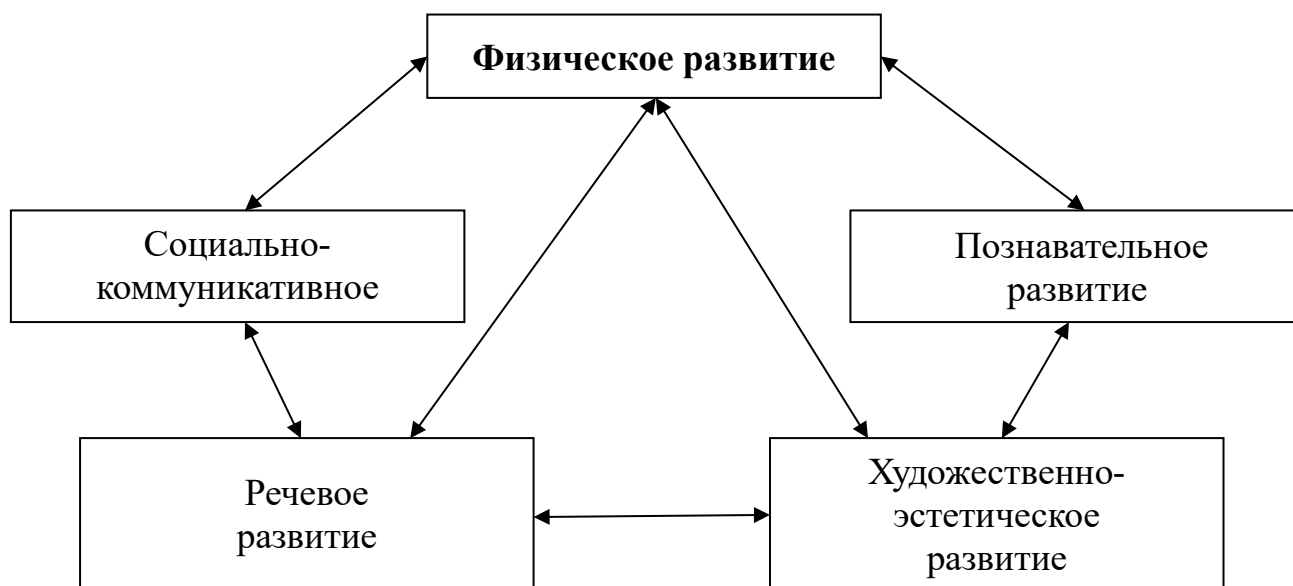 Физическое развитие
Социально-
коммуникативное
Познавательное
развитие
Речевое
развитие
Художественно-
эстетическое
развитие